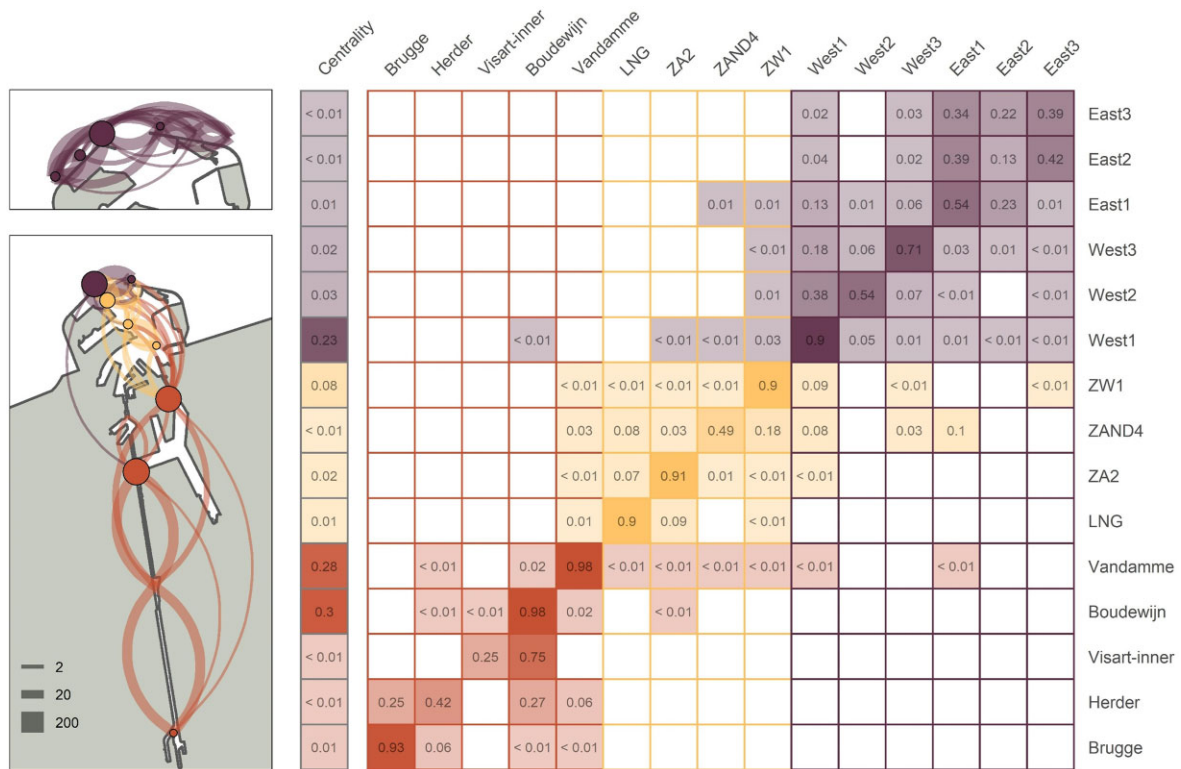 Centrality Brugge Herder Visart-inner Boudewijn Vandamme LNG ZA2 ZAND4 ZW1 West1 West2 West3 East1 East2 East3
< 0.01 0.02 0.03 0.34 0.22 0.39 East3
< 0.01 0.04 0.02 0.39 0.13 0.42 East2
0.01 0.01 0.01 0.13 0.01 0.06 0.54 0.23 0.01 East1
0.02 < 0.01 0.18 0.06 0.71 0.03 0.01 < 0.01 West3
0.03 0.01 0.38 0.54 0.07 < 0.01 < 0.01 West2
0.23 < 0.01 < 0.01 < 0.01 0.03 0.9 0.05 0.01 0.01 < 0.01 < 0.01 West1
0.08 < 0.01 < 0.01 < 0.01 < 0.01 0.9 0.09 < 0.01 < 0.01 ZW1
< 0.01 0.03 0.08 0.03 0.49 0.18 0.08 0.03 0.1 ZAND4
0.02 < 0.01 0.07 0.91 0.01 < 0.01 < 0.01 ZA2
0.01 0.01 0.9 0.09 < 0.01 LNG
0.28 < 0.01 0.02 0.98 < 0.01 < 0.01 < 0.01 < 0.01 < 0.01 < 0.01 Vandamme
0.3 < 0.01 < 0.01 0.98 0.02 < 0.01 Boudewijn
< 0.01 0.25 0.75 Visart-inner
< 0.01 0.25 0.42 0.27 0.06 Herder
0.01 0.93 0.06 < 0.01 < 0.01 Brugge
2
20
200